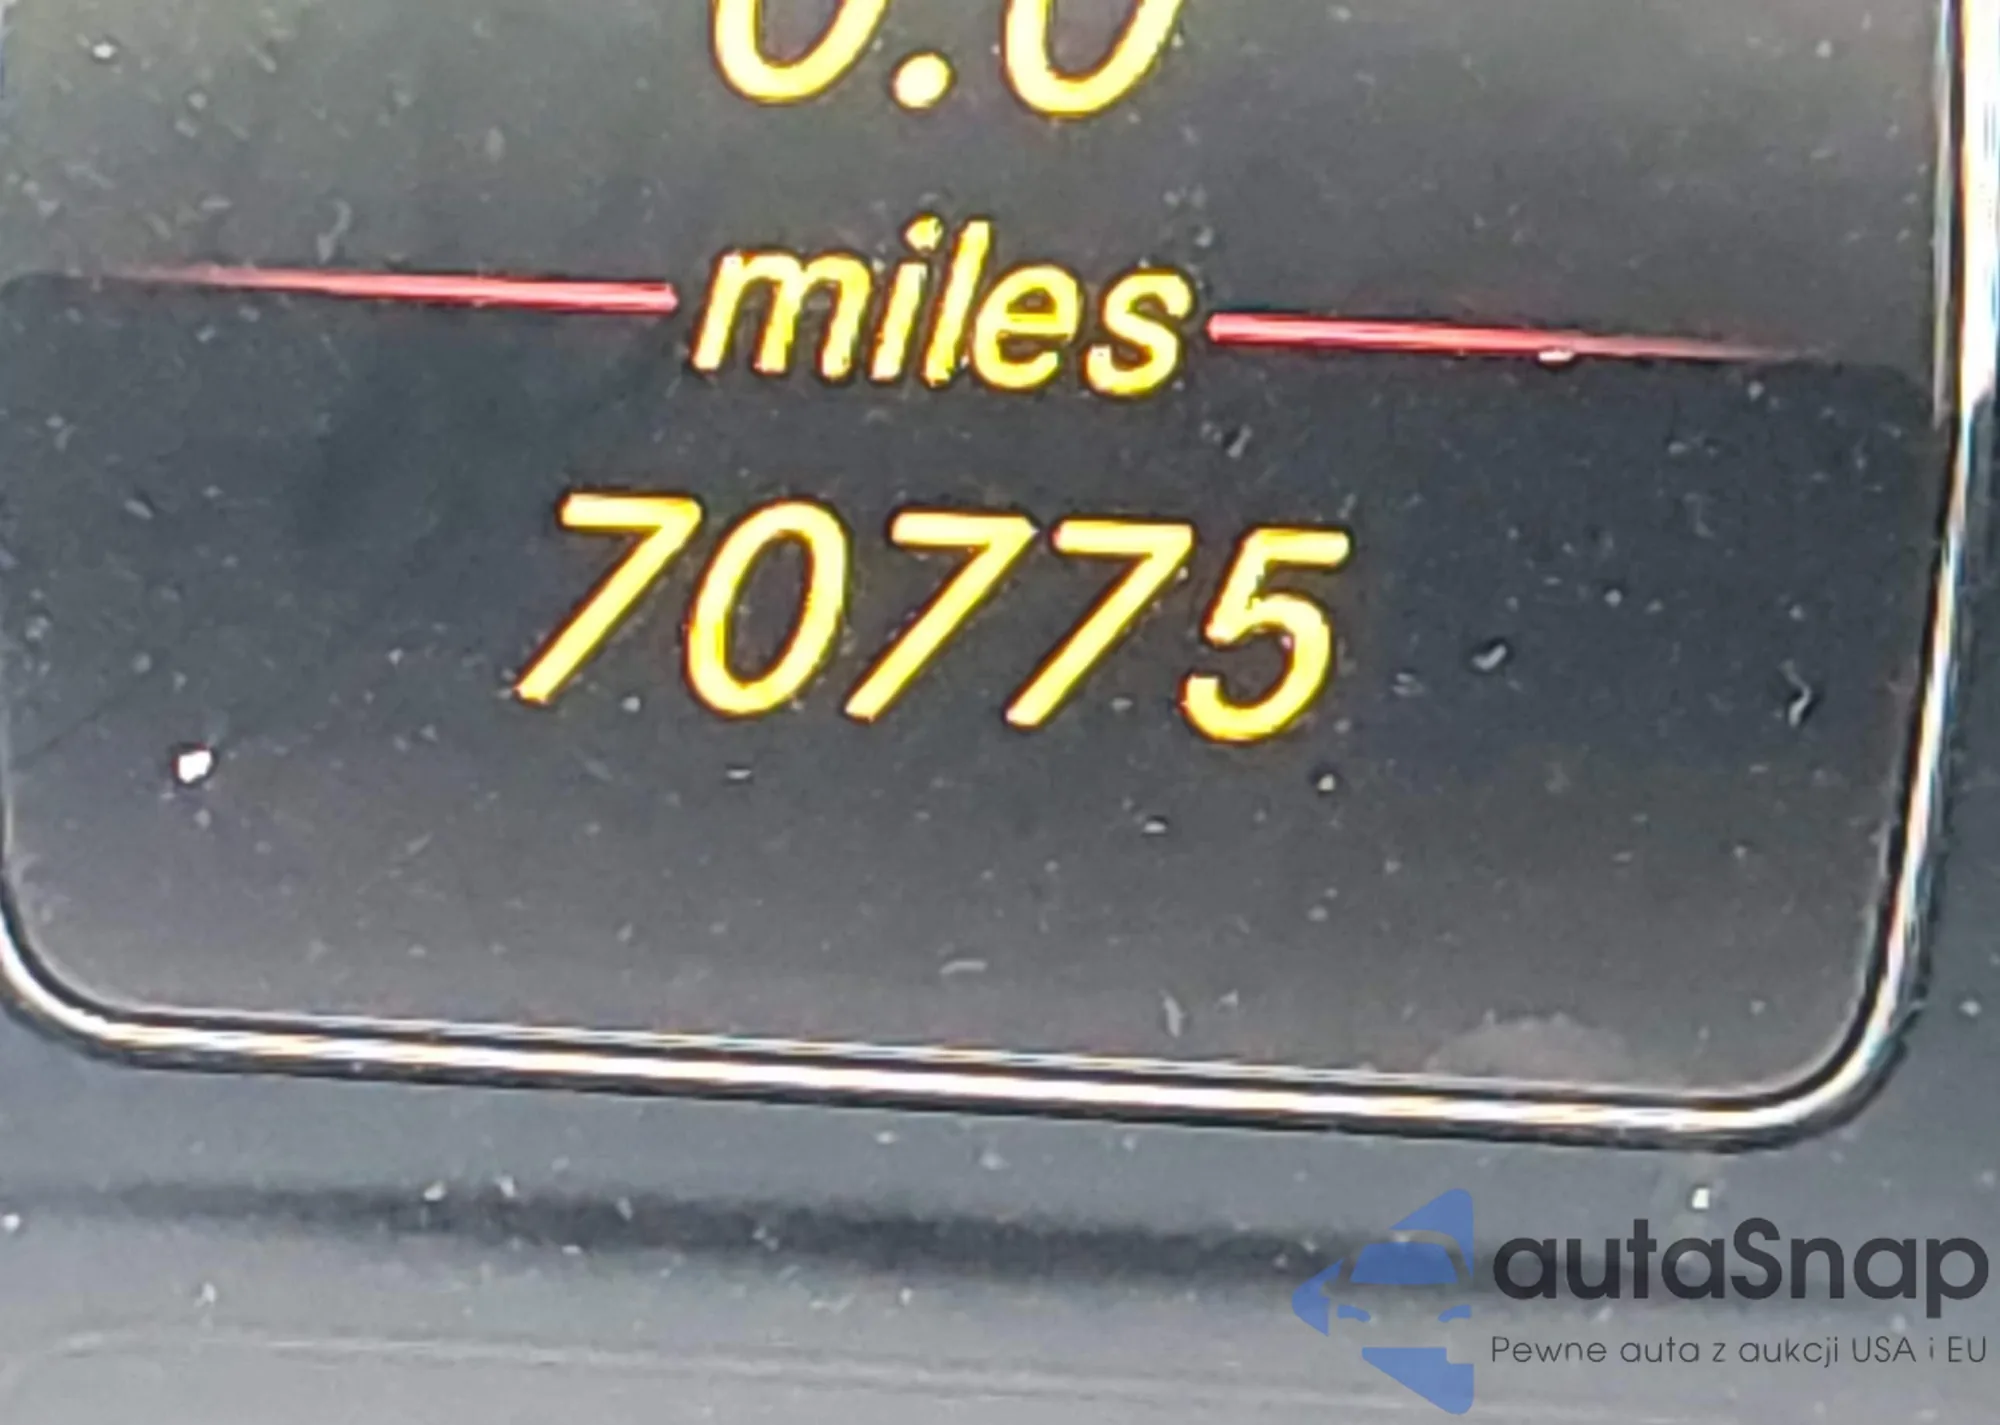 0.0
miles
70775
autaSnap
Pewne auta z aukcji USA i EU